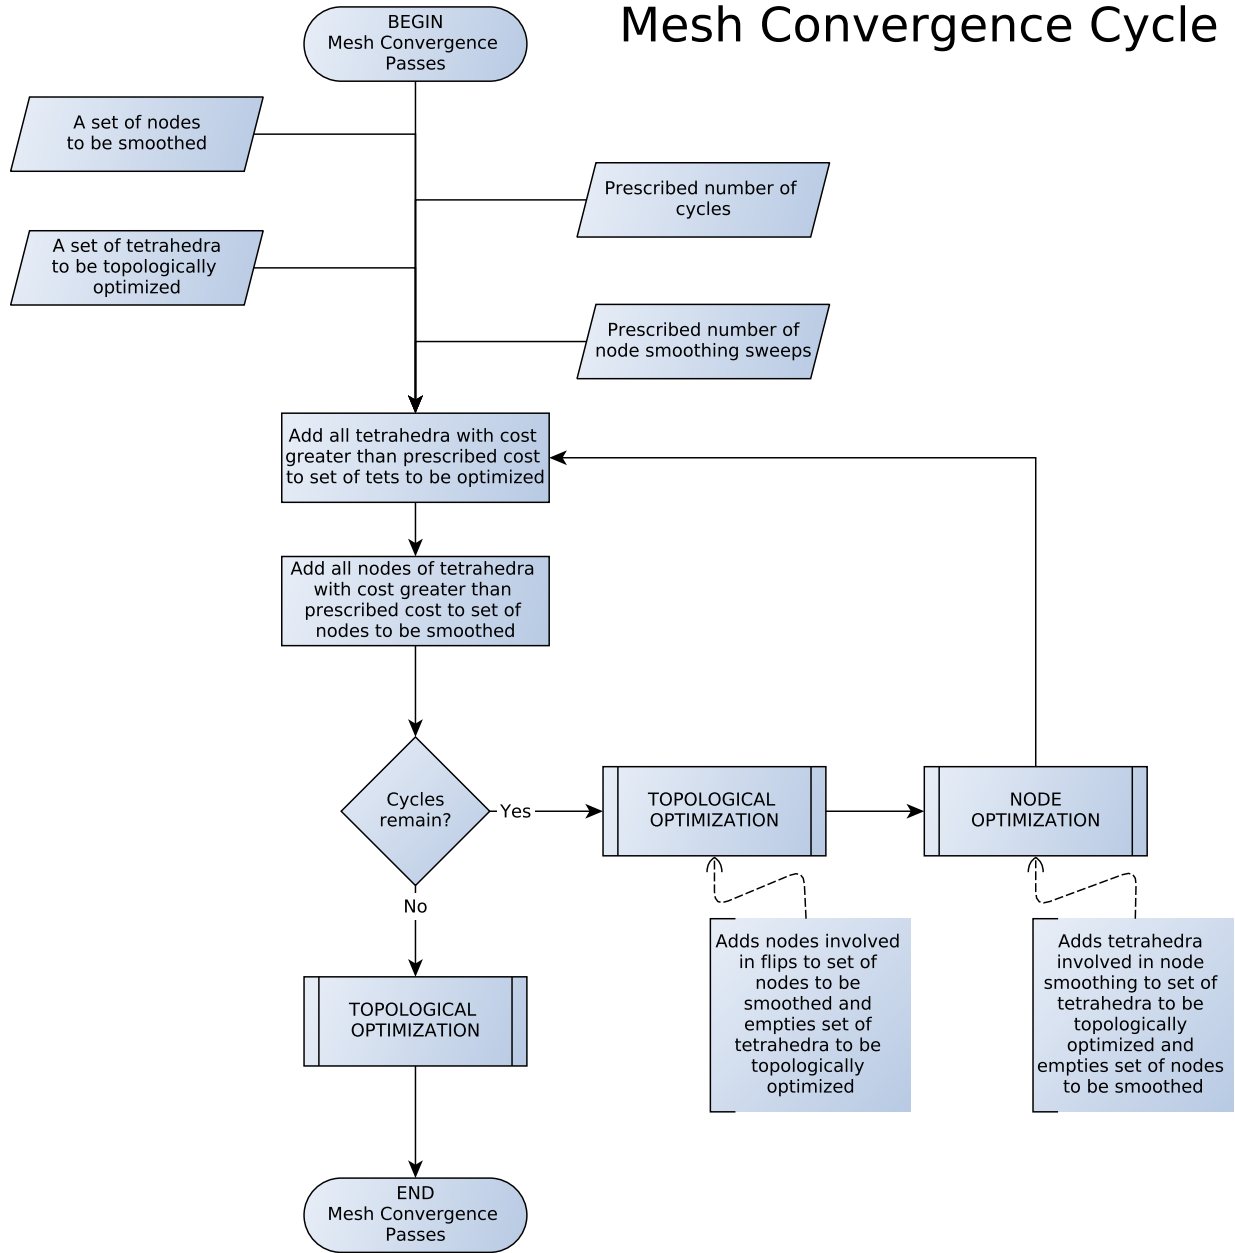 Mesh Convergence Cycle
BEGIN
Mesh Convergence
Passes
A set of nodes
to be smoothed
Prescribed number of
cycles
A set of tetrahedra
to be topologically
optimized
Prescribed number of
node smoothing sweeps
Add all tetrahedra with cost
greater than prescribed cost
to set of tets to be optimized
Add all nodes of tetrahedra
with cost greater than
prescribed cost to set of
nodes to be smoothed
Cycles
remain?
Yes
TOPOLOGICAL
OPTIMIZATION
NODE
OPTIMIZATION
No
Adds nodes involved
in flips to set of
nodes to be
smoothed and
empties set of
tetrahedra to be
topologically
optimized
Adds tetrahedra
involved in node
smoothing to set of
tetrahedra to be
topologically
optimized and
empties set of nodes
to be smoothed
TOPOLOGICAL
OPTIMIZATION
END
Mesh Convergence
Passes